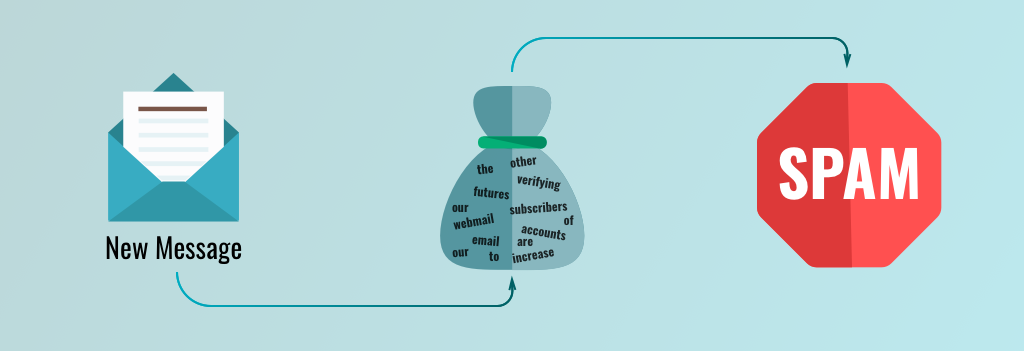 New Message
the other
verifying
futures
our subscribers
webmail of
accounts
email are
our to increase
SPAM